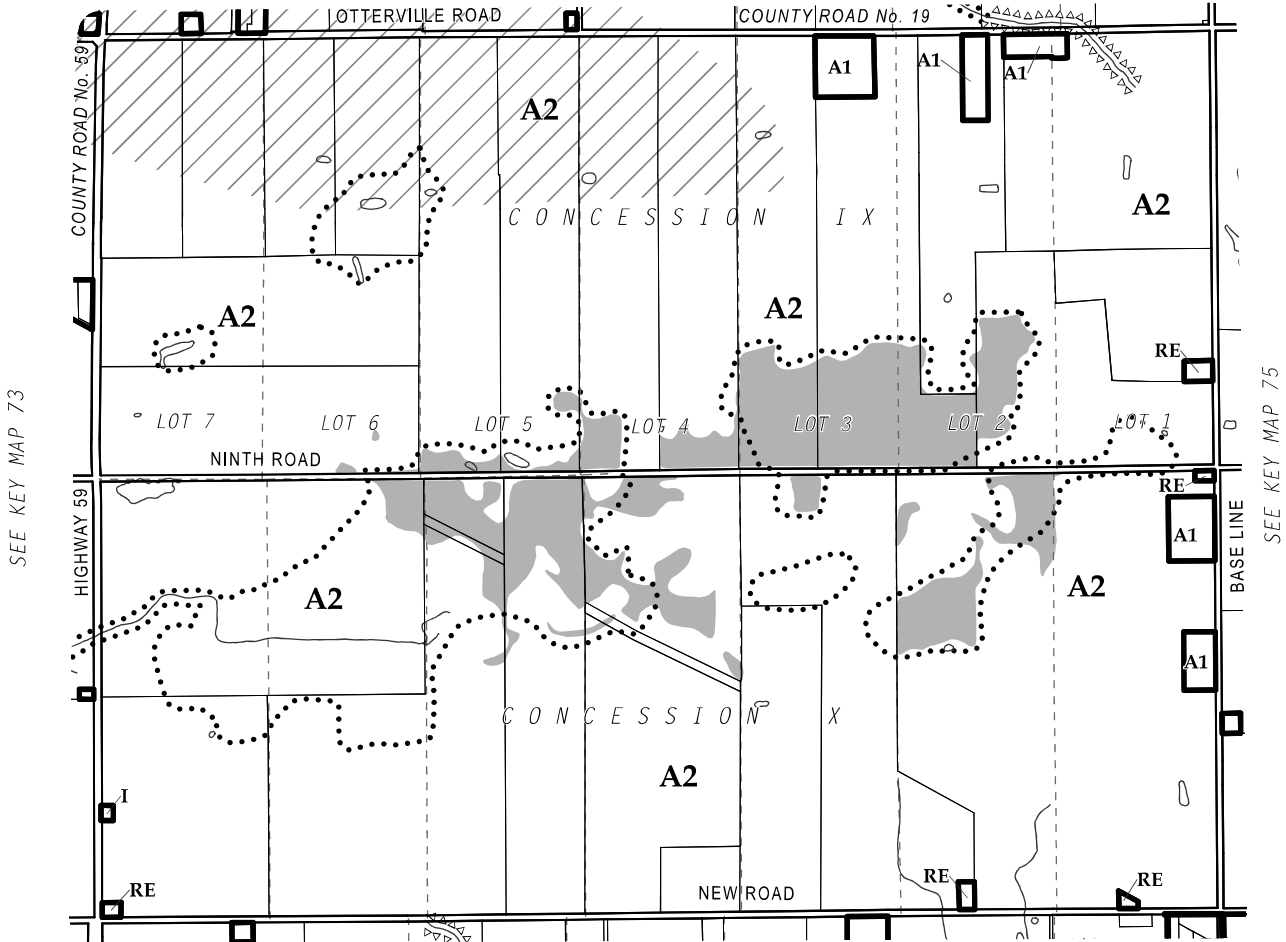 OTTERVILLE ROAD
COUNTY ROAD No. 19
COUNTY ROAD No. 59
A1
A1
A1
A2
A2
CONCESSION IX
A2
A2
RE
SEE KEY MAP 73
SEE KEY MAP 75
LOT 7
LOT 6
LOT 5
LOT 4
LOT 3
LOT 2
LOT 1
NINTH ROAD
RE
HIGHWAY 59
A1
BASE LINE
A2
A2
A1
CONCESSION X
A2
I
RE
NEW ROAD
RE
RE